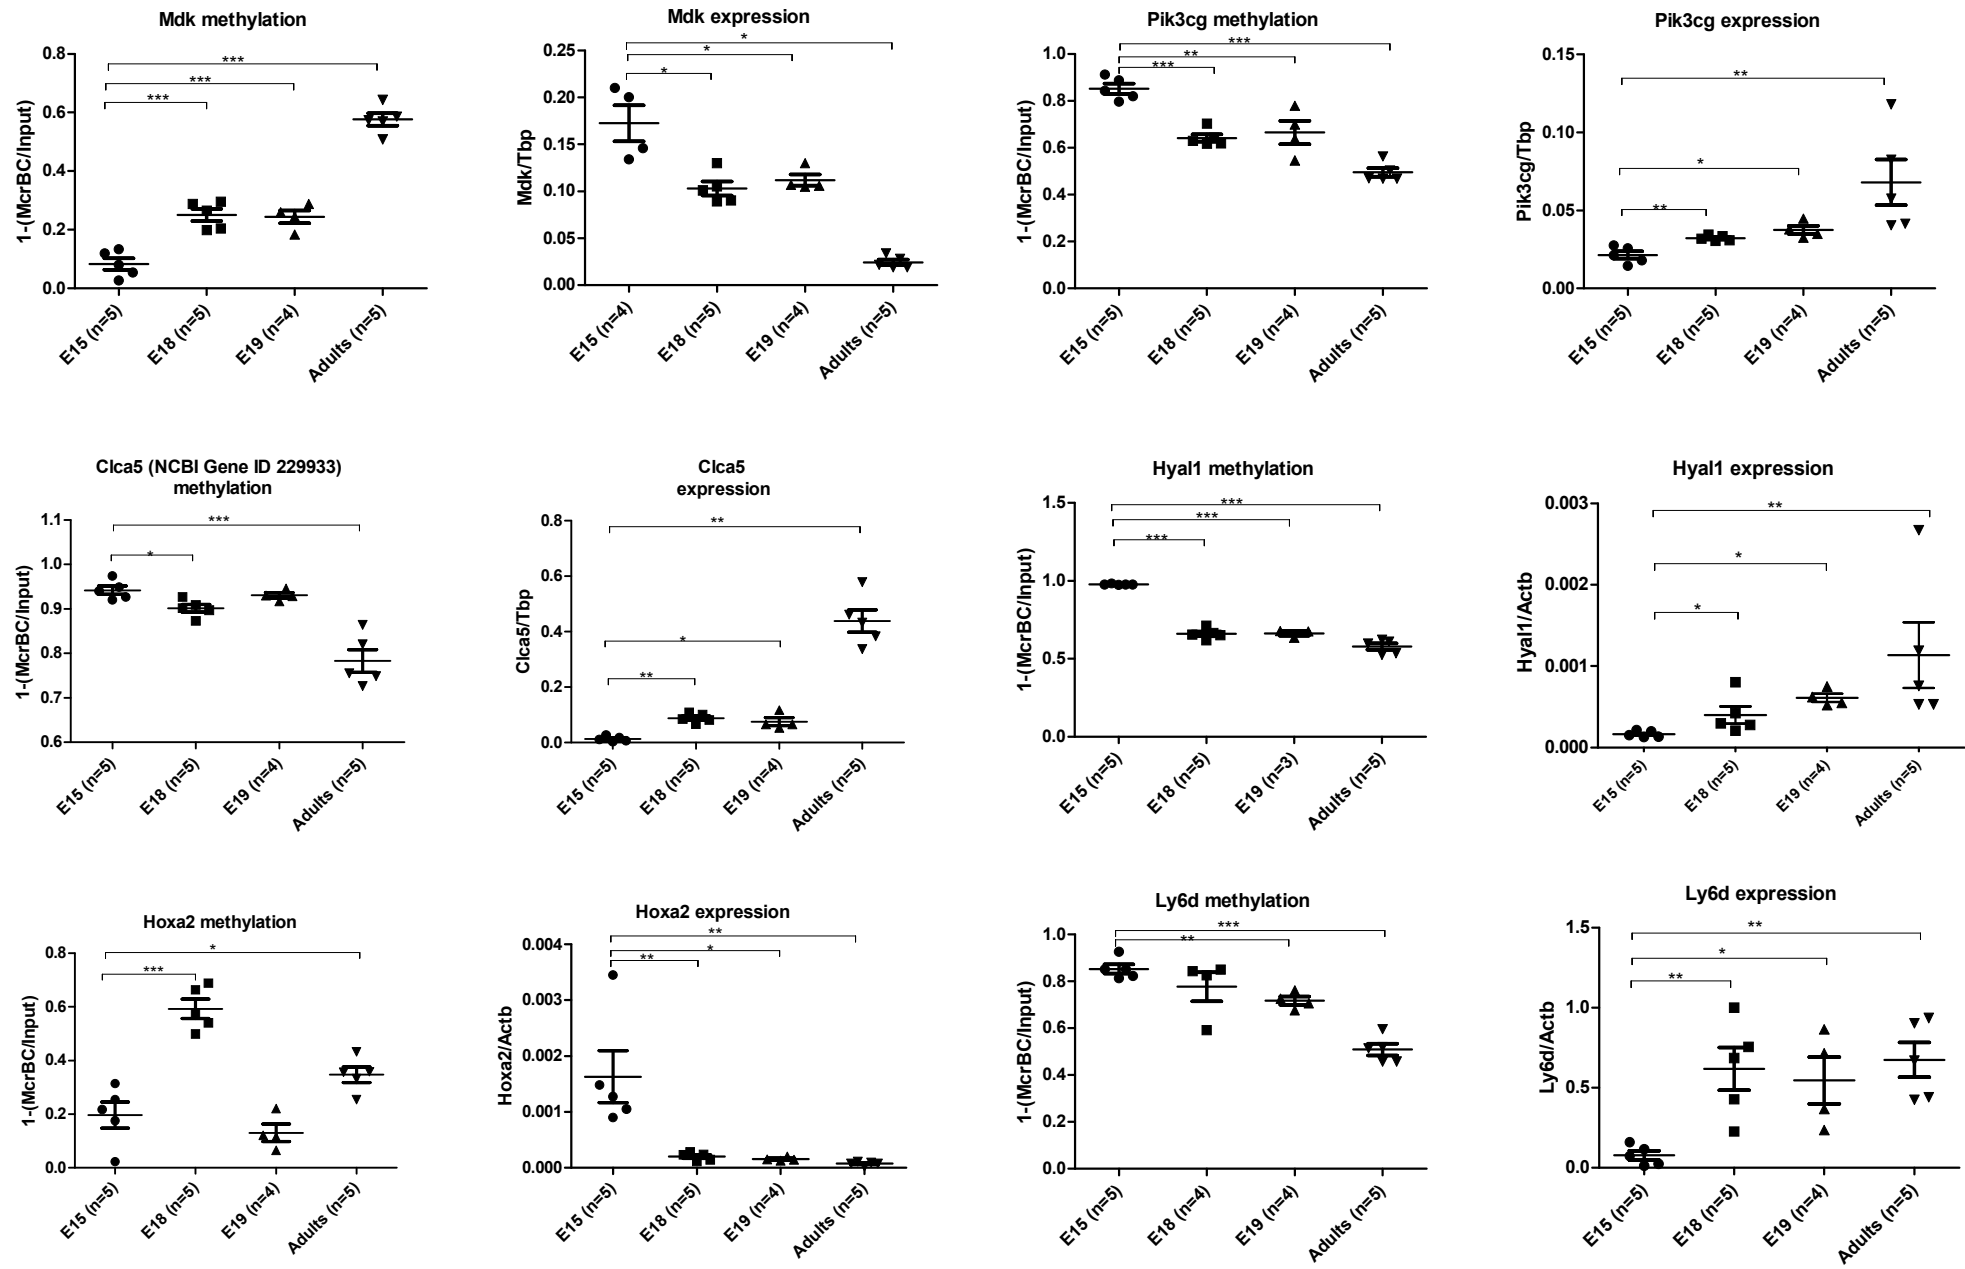 Mdk methylation
***
***
***
0.8
0.6
0.4
0.2
0.0
1-(McrBC/Input)
E15 (n=5)
E18 (n=5)
E19 (n=4)
Adults (n=5)
Mdk expression
*
*
*
0.25
0.20
0.15
0.10
0.05
0.00
Mdk/Tbp
E15 (n=4)
E18 (n=5)
E19 (n=4)
Adults (n=5)
Pik3cg methylation
***
**
***
1.0
0.8
0.6
0.4
0.2
0.0
1-(McrBC/Input)
E15 (n=5)
E18 (n=5)
E19 (n=4)
Adults (n=5)
Pik3cg expression
**
*
**
0.15
0.10
0.05
0.00
Pik3cg/Tbp
E15 (n=5)
E18 (n=5)
E19 (n=4)
Adults (n=5)
Clca5 (NCBI Gene ID 229933)
methylation
***
*
1.1
1.0
0.9
0.8
0.7
0.6
1-(McrBC/Input)
E15 (n=5)
E18 (n=5)
E19 (n=4)
Adults (n=5)
Clca5
expression
**
*
**
0.8
0.6
0.4
0.2
0.0
Clca5/Tbp
E15 (n=5)
E18 (n=5)
E19 (n=4)
Adults (n=5)
Hyal1 methylation
***
***
***
1.5
1.0
0.5
0.0
1-(McrBC/Input)
E15 (n=5)
E18 (n=5)
E19 (n=3)
Adults (n=5)
Hyal1 expression
**
*
*
0.003
0.002
0.001
0.000
Hyal1/Actb
E15 (n=5)
E18 (n=5)
E19 (n=4)
Adults (n=5)
Hoxa2 methylation
*
***
0.8
0.6
0.4
0.2
0.0
1-(McrBC/Input)
E15 (n=5)
E18 (n=5)
E19 (n=4)
Adults (n=5)
Hoxa2 expression
**
*
**
0.004
0.003
0.002
0.001
0.000
Hoxa2/Actb
E15 (n=5)
E18 (n=5)
E19 (n=4)
Adults (n=5)
Ly6d methylation
***
**
1.0
0.8
0.6
0.4
0.2
0.0
1-(McrBC/Input)
E15 (n=5)
E18 (n=4)
E19 (n=4)
Adults (n=5)
Ly6d expression
**
*
**
1.5
1.0
0.5
0.0
Ly6d/Actb
E15 (n=5)
E18 (n=5)
E19 (n=4)
Adults (n=5)